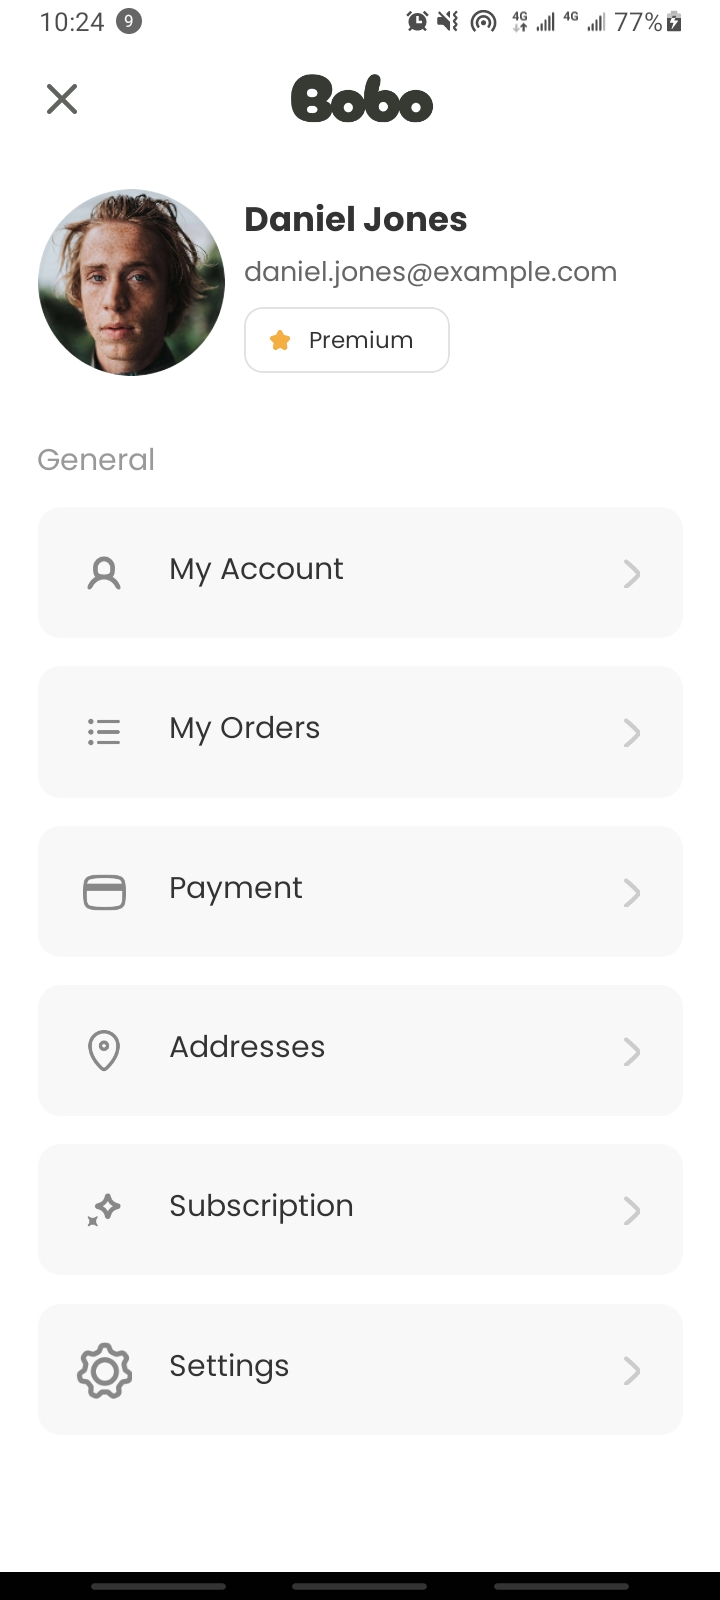 10:24 9 4G 4G 77%
Bobo
Daniel Jones
daniel.jones@example.com
Premium
General
My Account
My Orders
Payment
Addresses
Subscription
Settings